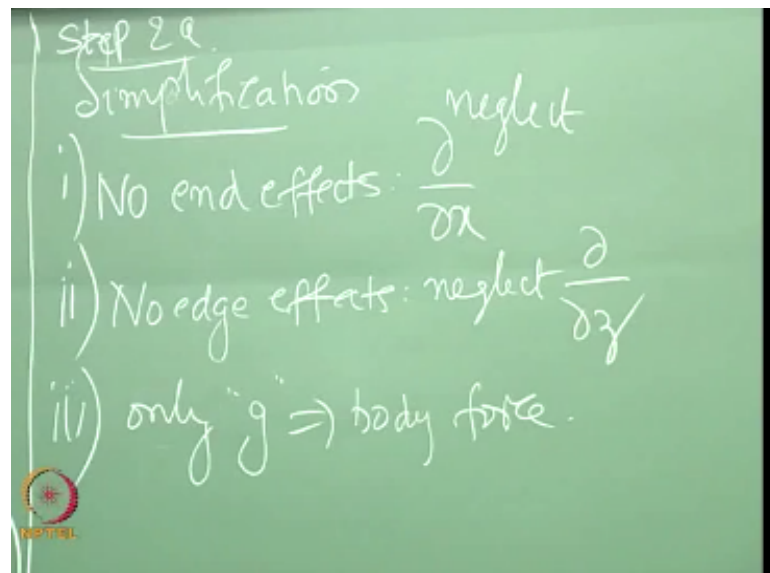 Step 2a.
Simplifications
i) No end effects: ∂/∂x neglect
ii) No edge effects: neglect ∂/∂z
iii) only "g" ⇒ body force.
NPTEL